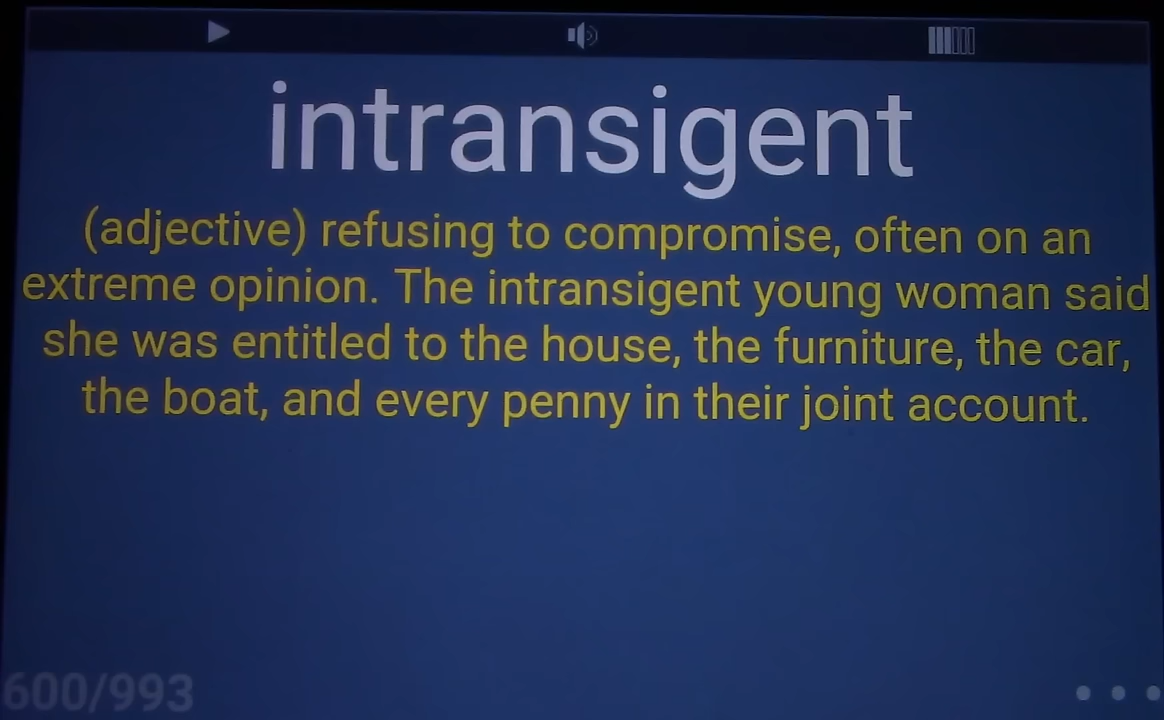 intransigent
(adjective) refusing to compromise, often on an
extreme opinion. The intransigent young woman said
she was entitled to the house, the furniture, the car,
the boat, and every penny in their joint account.
600/993